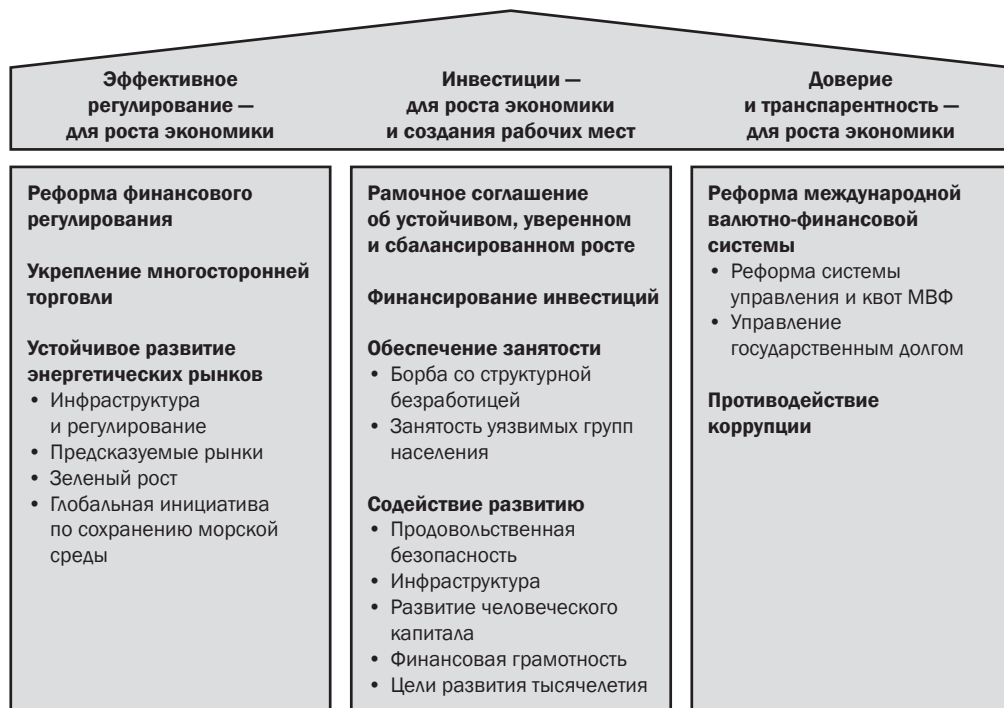 Эффективное
регулирование —
для роста экономики
Инвестиции —
для роста экономики
и создания рабочих мест
Доверие
и транспарентность —
для роста экономики
Реформа финансового
регулирования
Укрепление многосторонней
торговли
Устойчивое развитие
энергетических рынков
• Инфраструктура
и регулирование
• Предсказуемые рынки
• Зеленый рост
• Глобальная инициатива
по сохранению морской
среды
Рамочное соглашение
об устойчивом, уверенном
и сбалансированном росте
Финансирование инвестиций
Обеспечение занятости
• Борба со структурной
безработицей
• Занятость уязвимых групп
населения
Содействие развитию
• Продовольственная
безопасность
• Инфраструктура
• Развитие человеческого
капитала
• Финансовая грамотность
• Цели развития тысячелетия
Реформа международной
валютно-финансовой
системы
• Реформа системы
управления и квот МВФ
• Управление
государственным долгом
Противодействие
коррупции